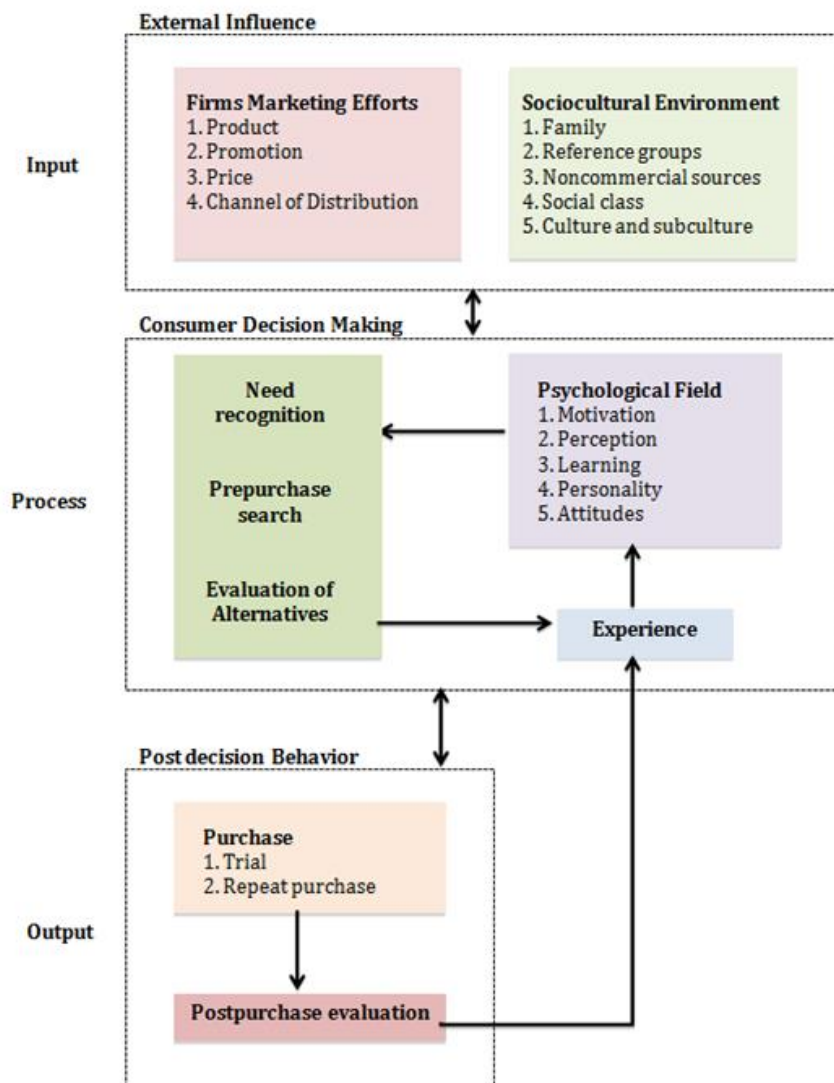 External Influence
Input
Firms Marketing Efforts
1. Product
2. Promotion
3. Price
4. Channel of Distribution
Sociocultural Environment
1. Family
2. Reference groups
3. Noncommercial sources
4. Social class
5. Culture and subculture
Consumer Decision Making
Process
Need
recognition
Prepurchase
search
Evaluation of
Alternatives
Psychological Field
1. Motivation
2. Perception
3. Learning
4. Personality
5. Attitudes
Experience
Post decision Behavior
Output
Purchase
1. Trial
2. Repeat purchase
Postpurchase evaluation